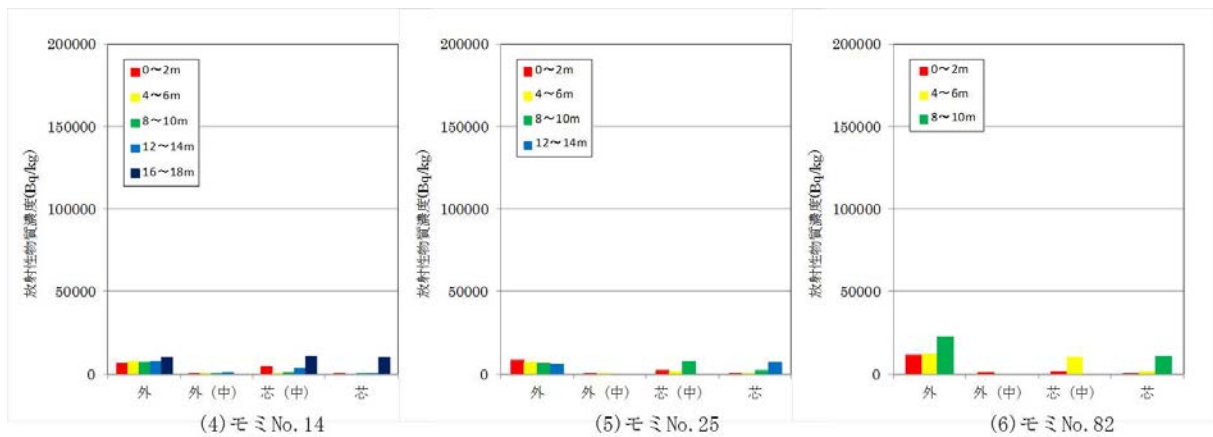 放射性物質濃度(Bq/kg)
200000
150000
100000
50000
0
0～2m
4～6m
8～10m
12～14m
16～18m
外
外（中）
芯（中）
芯
(4)モミNo.14
放射性物質濃度(Bq/kg)
200000
150000
100000
50000
0
0～2m
4～6m
8～10m
12～14m
外
外（中）
芯（中）
芯
(5)モミNo.25
放射性物質濃度(Bq/kg)
200000
150000
100000
50000
0
0～2m
4～6m
8～10m
外
外（中）
芯（中）
芯
(6)モミNo.82